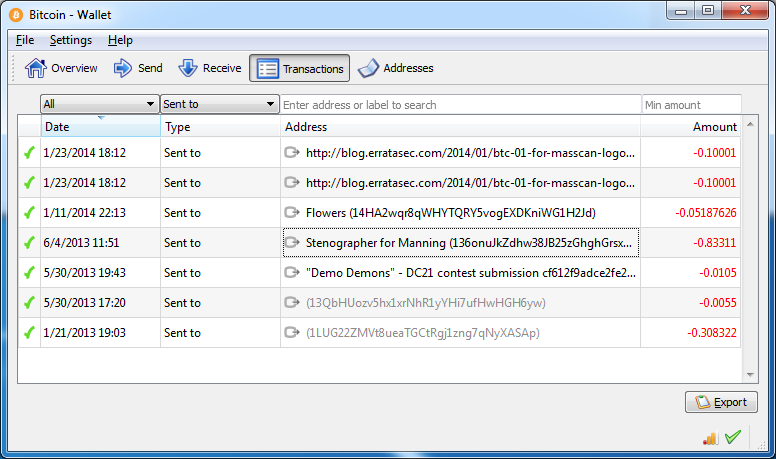 Bitcoin - Wallet
File Settings Help
Overview Send Receive Transactions Addresses
All Sent to Enter address or label to search Min amount
Date Type Address Amount
1/23/2014 18:12 Sent to http://blog.erratasec.com/2014/01/btc-01-for-masscan-logo... -0.10001
1/23/2014 18:12 Sent to http://blog.erratasec.com/2014/01/btc-01-for-masscan-logo... -0.10001
1/11/2014 22:13 Sent to Flowers (14HA2wqr8qWHYTQRY5vogEXDKniWG1H2Jd) -0.05187626
6/4/2013 11:51 Sent to Stenographer for Manning (136onuJkZdhw38JB25zGhghGrsx... -0.83311
5/30/2013 19:43 Sent to "Demo Demons" - DC21 contest submission cf612f9adce2fe2... -0.0105
5/30/2013 17:20 Sent to (13QbHUozv5hx1xrNhR1yYHi7ufHwHGH6yw) -0.0055
1/21/2013 19:03 Sent to (1LUG22ZMVt8ueaTGCtRgj1zng7qNyXASAp) -0.308322
Export